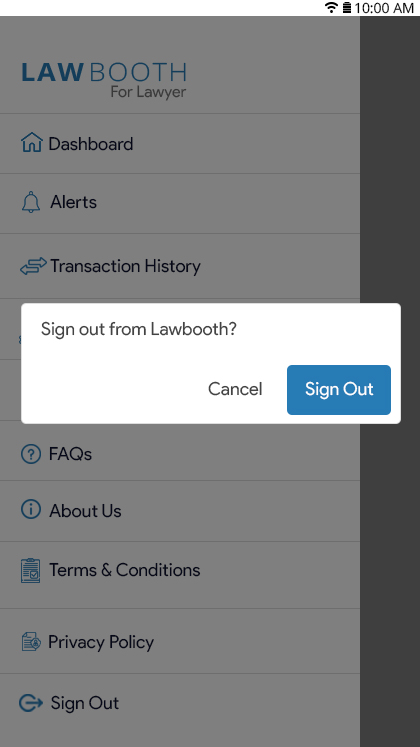 10:00 AM
LAWBOOTH
For Lawyer
Dashboard
Alerts
Transaction History
Sign out from Lawbooth?
Cancel
Sign Out
FAQs
About Us
Terms & Conditions
Privacy Policy
Sign Out